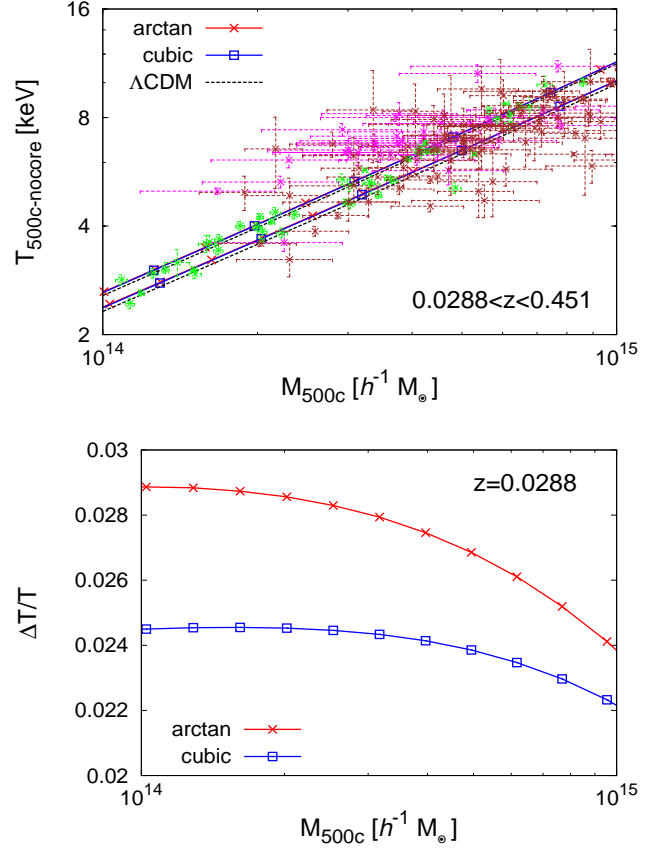 16
arctan
cubic
ΛCDM
8
T500c-nocore [keV]
4
0.0288<z<0.451
2
10^14
10^15
M500c [h^-1 M⊙]
0.03
z=0.0288
0.028
0.026
ΔT/T
0.024
0.022
arctan
cubic
0.02
10^14
10^15
M500c [h^-1 M⊙]